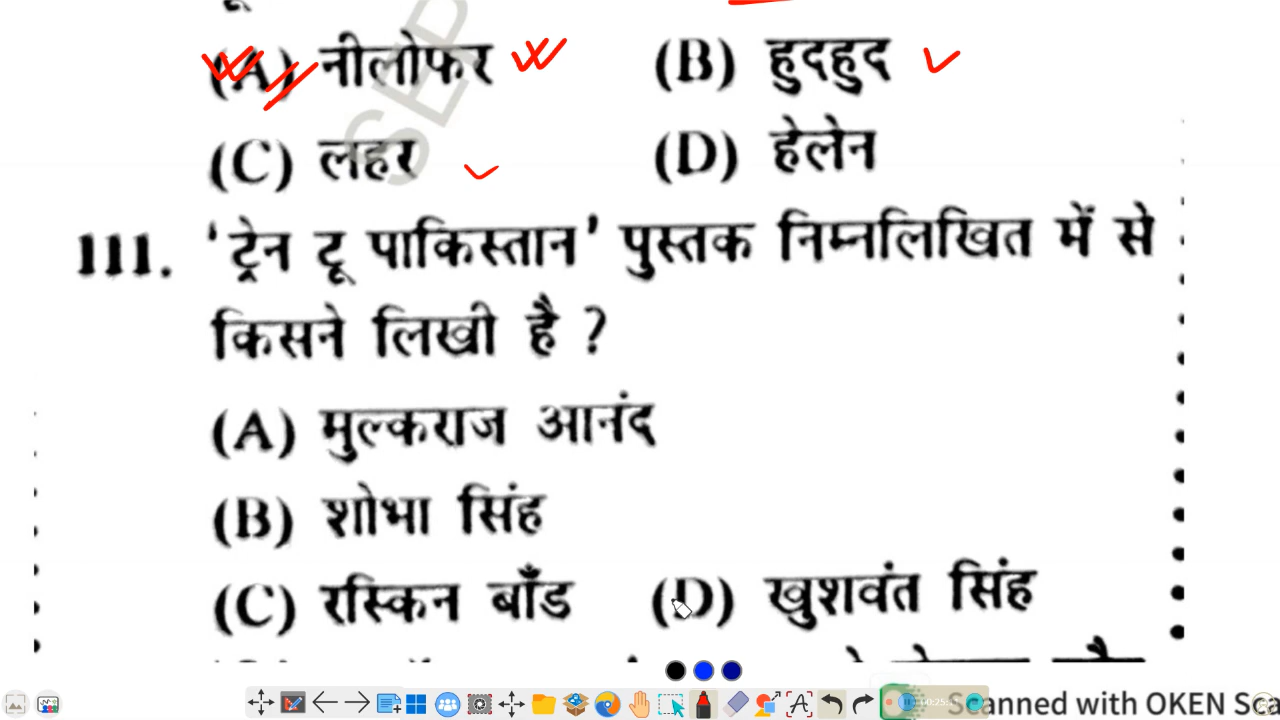 (A) नीलोफर (B) हुदहुद
(C) लहर (D) हेलेन
111. 'ट्रेन टू पाकिस्तान' पुस्तक निम्नलिखित में से
किसने लिखी है ?
(A) मुल्कराज आनंद
(B) शोभा सिंह
(C) रस्किन बाँड (D) खुशवंत सिंह
Scanned with OKEN Sca